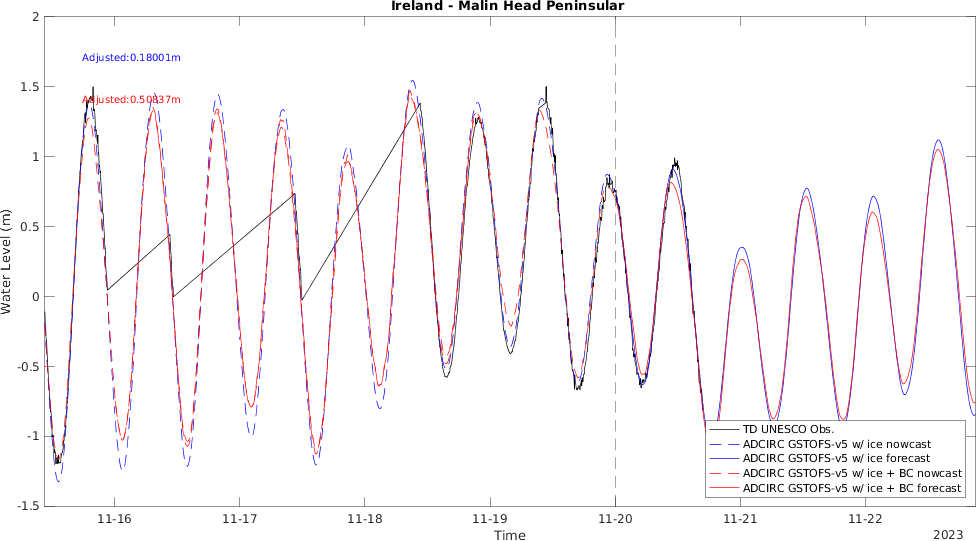 Ireland - Malin Head Peninsular
Adjusted:0.18001m
Adjusted:0.50837m
Water Level (m)
2
1.5
1
0.5
0
-0.5
-1
-1.5
11-16
11-17
11-18
11-19
11-20
11-21
11-22
Time
2023
TD UNESCO Obs.
ADCIRC GSTOFS-v5 w/ ice nowcast
ADCIRC GSTOFS-v5 w/ ice forecast
ADCIRC GSTOFS-v5 w/ ice + BC nowcast
ADCIRC GSTOFS-v5 w/ ice + BC forecast